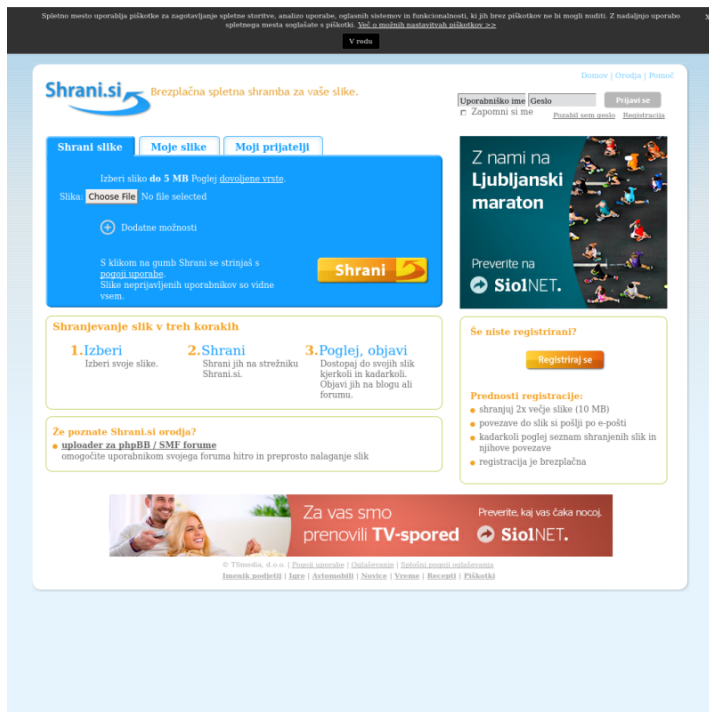 Spletno mesto uporablja piškotke za zagotavljanje spletne storitve, analizo uporabe, oglasnih sistemov in funkcionalnosti, ki jih brez piškotkov ne bi mogli nuditi. Z nadaljnjo uporabo
spletnega mesta soglašate s piškotki. Več o možnih nastavitvah piškotkov >>
X
V redu
Domov | Orodja | Pomoč
Shrani.si
Brezplačna spletna shramba za vaše slike.
Uporabniško ime
Geslo
Prijavi se
Zapomni si me
Pozabil sem geslo
Registracija
Shrani slike
Moje slike
Moji prijatelji
Izberi sliko do 5 MB Poglej dovoljene vrste.
Slika: Choose File No file selected
Dodatne možnosti
S klikom na gumb Shrani se strinjaš s
pogoji uporabe.
Slike neprijavljenih uporabnikov so vidne
vsem.
Shrani
Z nami na
Ljubljanski
maraton
Preverite na
SiolNET.
Shranjevanje slik v treh korakih
1.Izberi
Izberi svoje slike.
2.Shrani
Shrani jih na strežniku
Shrani.si.
3.Poglej, objavi
Dostopaj do svojih slik
kjerkoli in kadarkoli.
Objavi jih na blogu ali
forumu.
Še niste registrirani?
Registriraj se
Prednosti registracije:
shranjuj 2x večje slike (10 MB)
povezave do slik si pošlji po e-pošti
kadarkoli poglej seznam shranjenih slik in
njihove povezave
registracija je brezplačna
Že poznate Shrani.si orodja?
uploader za phpBB / SMF forume
omogočite uporabnikom svojega foruma hitro in preprosto nalaganje slik
Za vas smo
prenovili TV-spored
Preverite, kaj vas čaka nocoj.
SiolNET.
© TSmedia, d.o.o. | Pogoji uporabe | Oglaševanje | Splošni pogoji oglaševanja
Imenik podjetij | Igre | Avtomobili | Novice | Vreme | Recepti | Piškotki